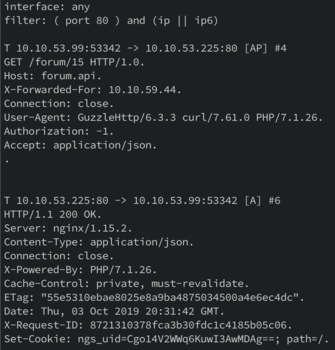 interface: any
filter: ( port 80 ) and (ip || ip6)
T 10.10.53.99:53342 -> 10.10.53.225:80 [AP] #4
GET /forum/15 HTTP/1.0.
Host: forum.api.
X-Forwarded-For: 10.10.59.44.
Connection: close.
User-Agent: GuzzleHttp/6.3.3 curl/7.61.0 PHP/7.1.26.
Authorization: -1.
Accept: application/json.
.
T 10.10.53.225:80 -> 10.10.53.99:53342 [A] #6
HTTP/1.1 200 OK.
Server: nginx/1.15.2.
Content-Type: application/json.
Connection: close.
X-Powered-By: PHP/7.1.26.
Cache-Control: private, must-revalidate.
ETag: "55e5310ebae8025e8a9ba4875034500a4e6ec4dc".
Date: Thu, 03 Oct 2019 20:31:42 GMT.
X-Request-ID: 8721310378fca3b30fdc1c4185b05c06.
Set-Cookie: ngs_uid=Cgo14V2WWq6KuwI3AwMDAg==; path=/.